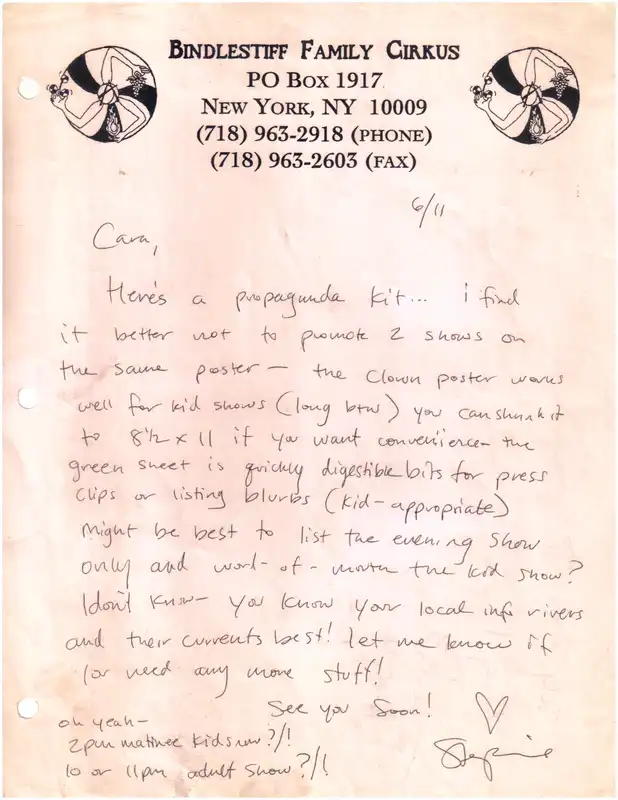 BINDLESTIFF FAMILY CIRKUS
PO BOX 1917
NEW YORK, NY 10009
(718) 963-2918 (PHONE)
(718) 963-2603 (FAX)
6/11
Cara,
Here's a propaganda kit... i find
it better not to promote 2 shows on
the same poster — the clown poster works
well for kid shows (long btw) you can shrink it
to 8½ x 11 if you want convenience — the
green sheet is quickly digestible bits for press
clips or listing blurbs (kid-appropriate)
Might be best to list the evening show
only and word-of-mouth the kid show?
I don't know — you know your local info rivers
and their currents best! let me know if
/or need any more stuff!
See you soon!
oh yeah —
2pm matinee kidshow?/!
10 or 11pm adult show?/!
Stephanie